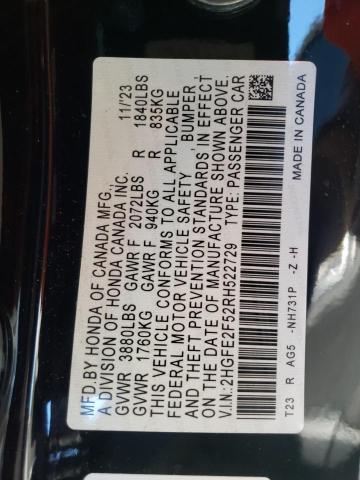 MFD.BY HONDA OF CANADA MFG.,
A DIVISION OF HONDA CANADA INC. 11/'23
GVWR 3880LBS GAWR F 2072LBS R 1840LBS
GVWR 1760KG GAWR F 940KG R 835KG
THIS VEHICLE CONFORMS TO ALL APPLICABLE
FEDERAL MOTOR VEHICLE SAFETY, BUMPER,
AND THEFT PREVENTION STANDARDS IN EFFECT
ON THE DATE OF MANUFACTURE SHOWN ABOVE.
V.I.N.:2HGFE2F52RH522729 TYPE: PASSENGER CAR
T23 R AG5 -NH731P -Z -H MADE IN CANADA